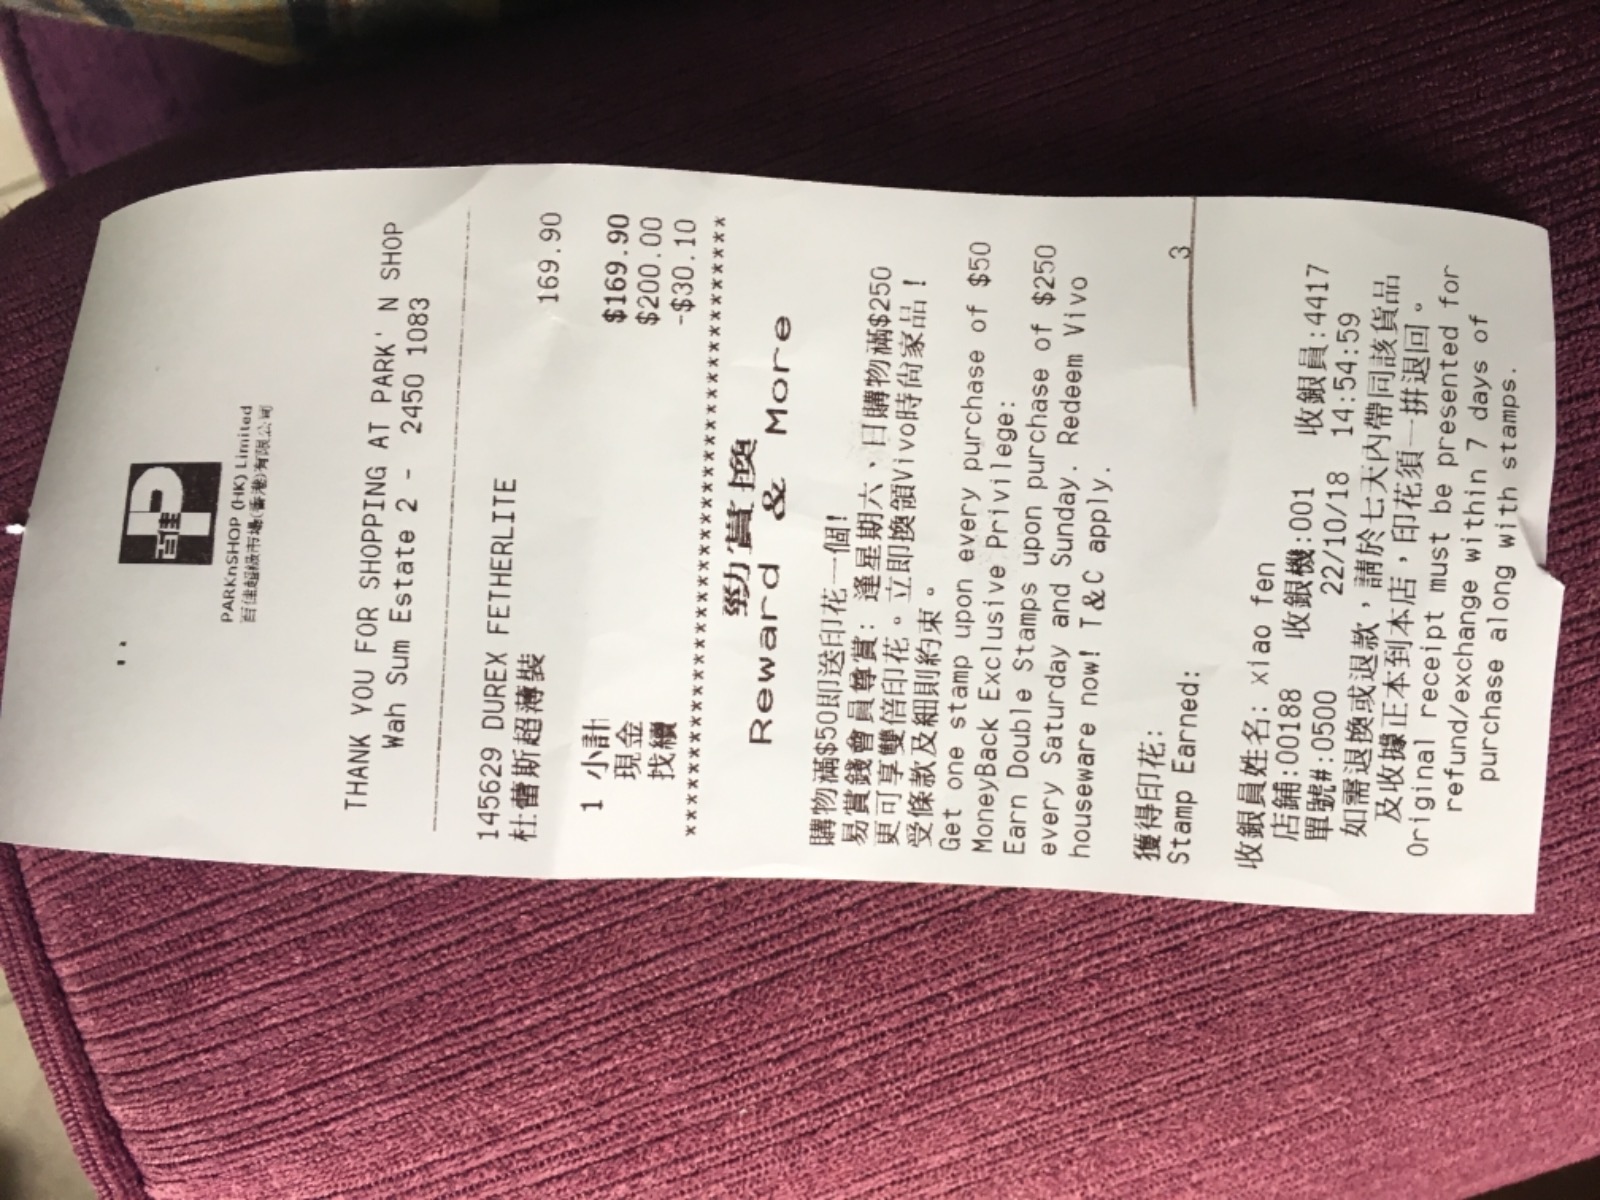 百佳
PARKnSHOP (HK) Limited
百佳超級市場(香港)有限公司
THANK YOU FOR SHOPPING AT PARK' N SHOP
Wah Sum Estate 2 - 2450 1083
145629 DUREX FETHERLITE
杜蕾斯超薄裝 169.90
1 小計 $169.90
現金 $200.00
找續 -$30.10
****************************************
勁賞換
Reward & More
購物滿$50即送印花一個!
易賞錢會員尊賞: 逢星期六、日購物滿$250
更可享雙倍印花。立即換領Vivo時尚家品!
受條款及細則約束。
Get one stamp upon every purchase of $50
MoneyBack Exclusive Privilege:
Earn Double Stamps upon purchase of $250
every Saturday and Sunday. Redeem Vivo
houseware now! T&C apply.
獲得印花:
Stamp Earned: 3
收銀員姓名: xiao fen
店鋪:00188 收銀機:001 收銀員:4417
單號#:0500 22/10/18 14:54:59
如需退換或退款,請於七天內帶同該貨品
及收據正本到本店,印花須一拼退回。
Original receipt must be presented for
refund/exchange within 7 days of
purchase along with stamps.